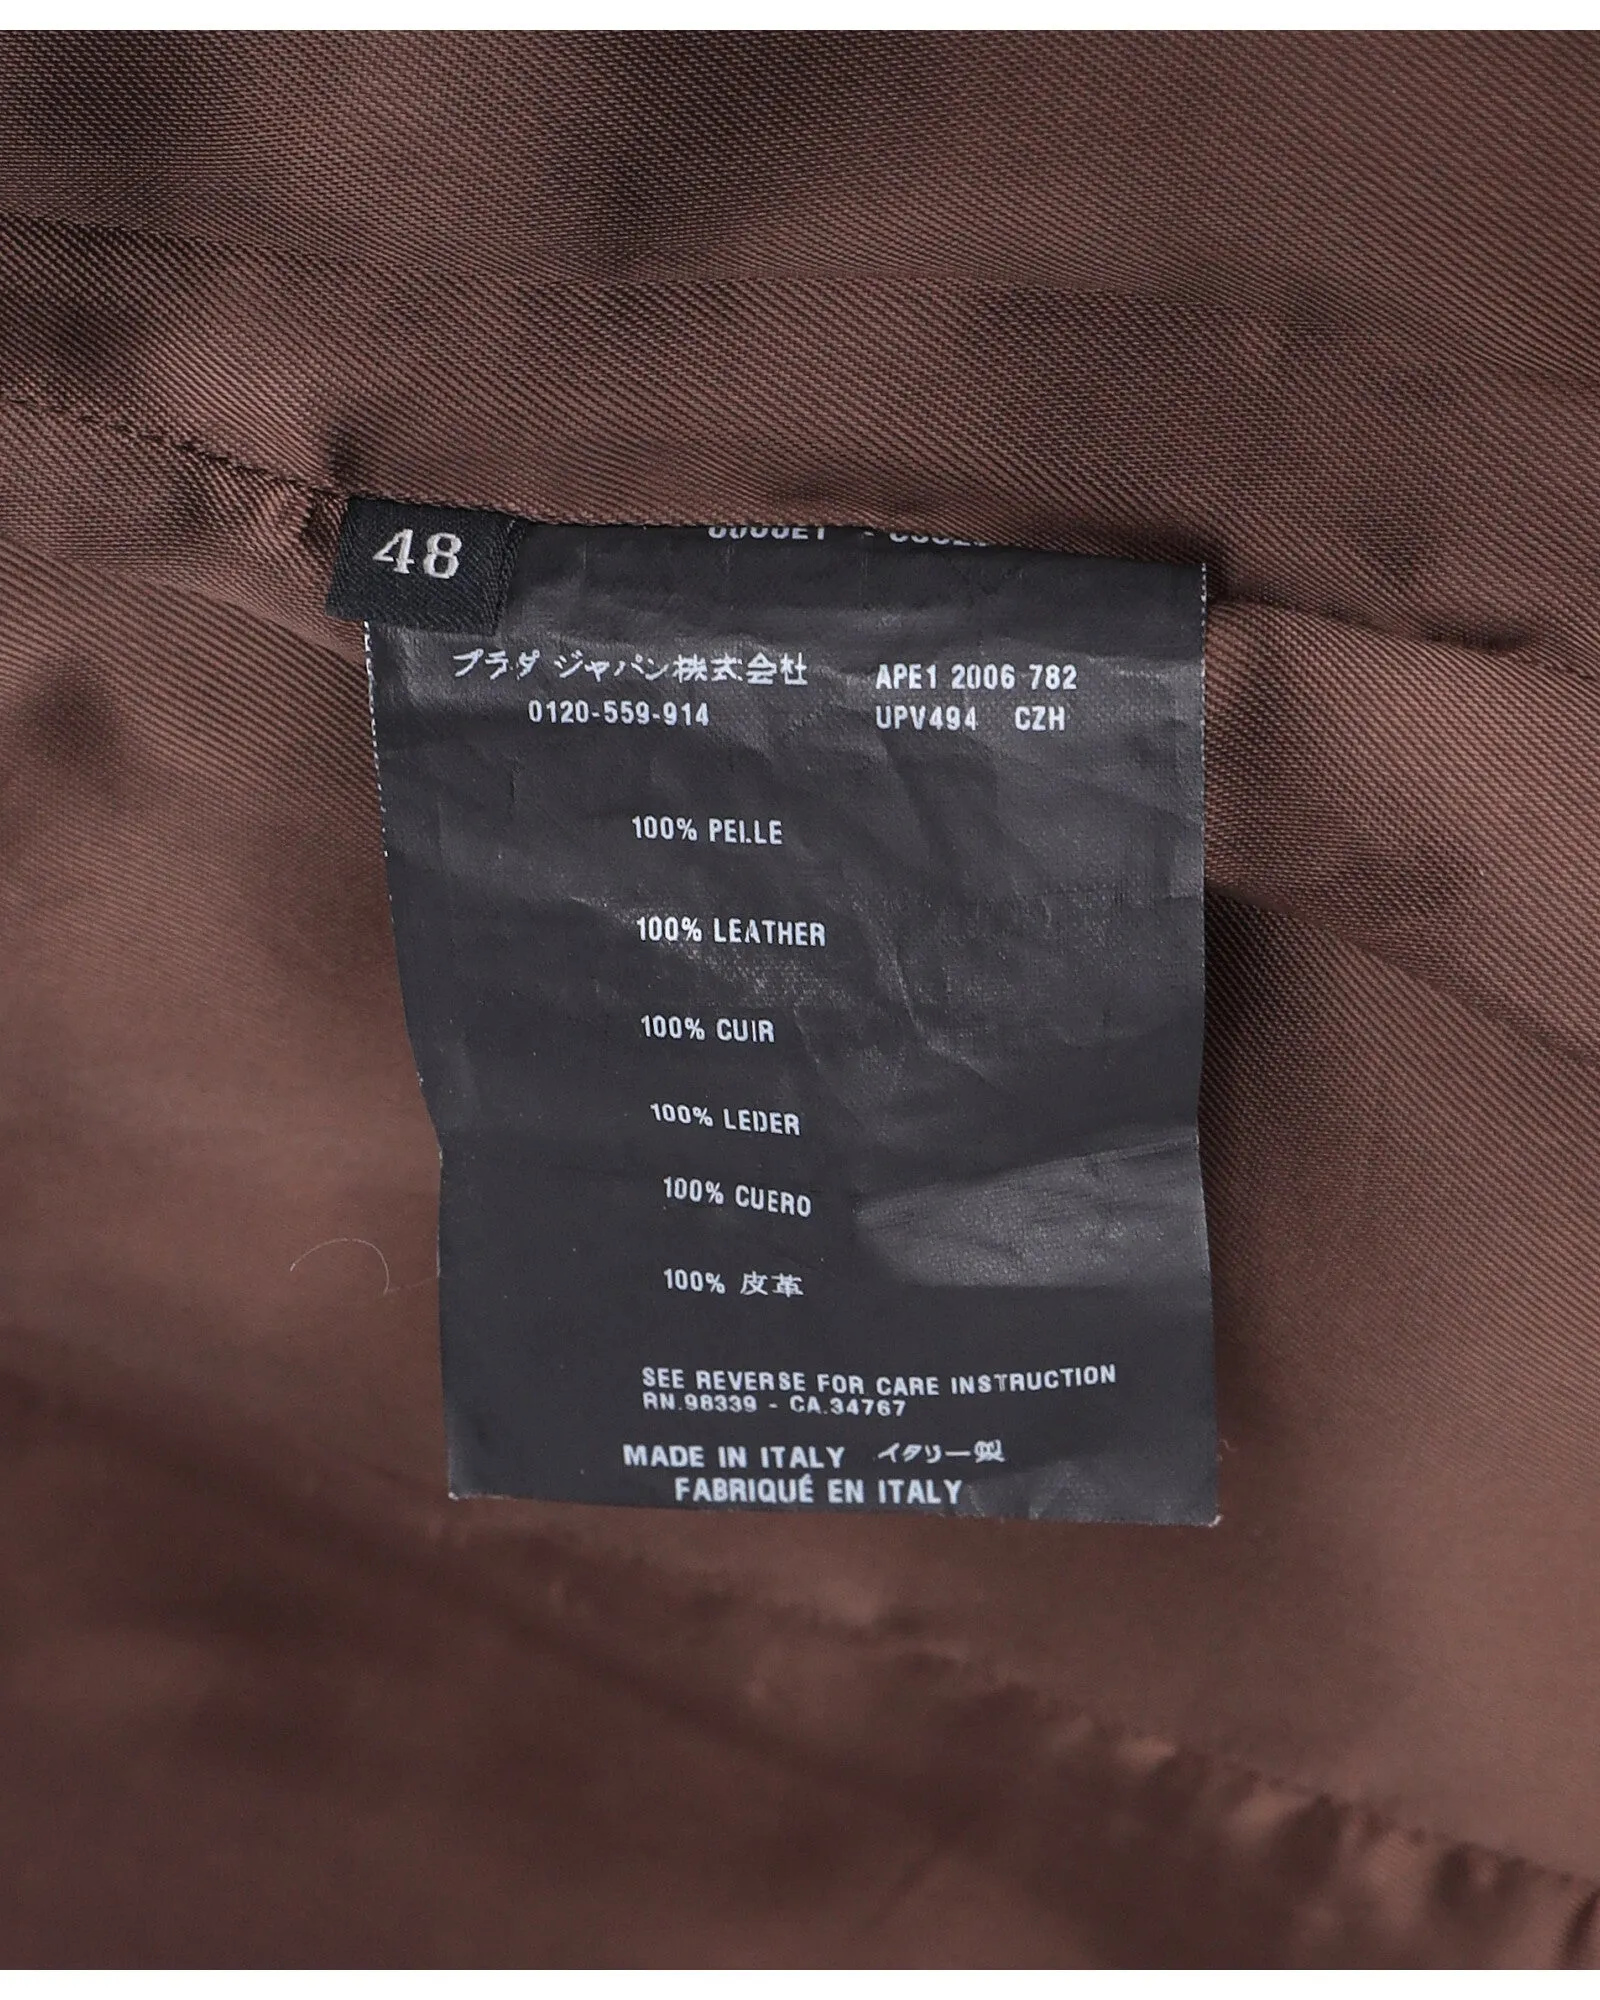 48
プラダ ジャパン株式会社 APE1 2006 782
0120-559-914 UPV494 CZH
100% PELLE
100% LEATHER
100% CUIR
100% LEDER
100% CUERO
100% 皮革
SEE REVERSE FOR CARE INSTRUCTION
RN.98339 - CA.34767
MADE IN ITALY イタリー製
FABRIQUÉ EN ITALY